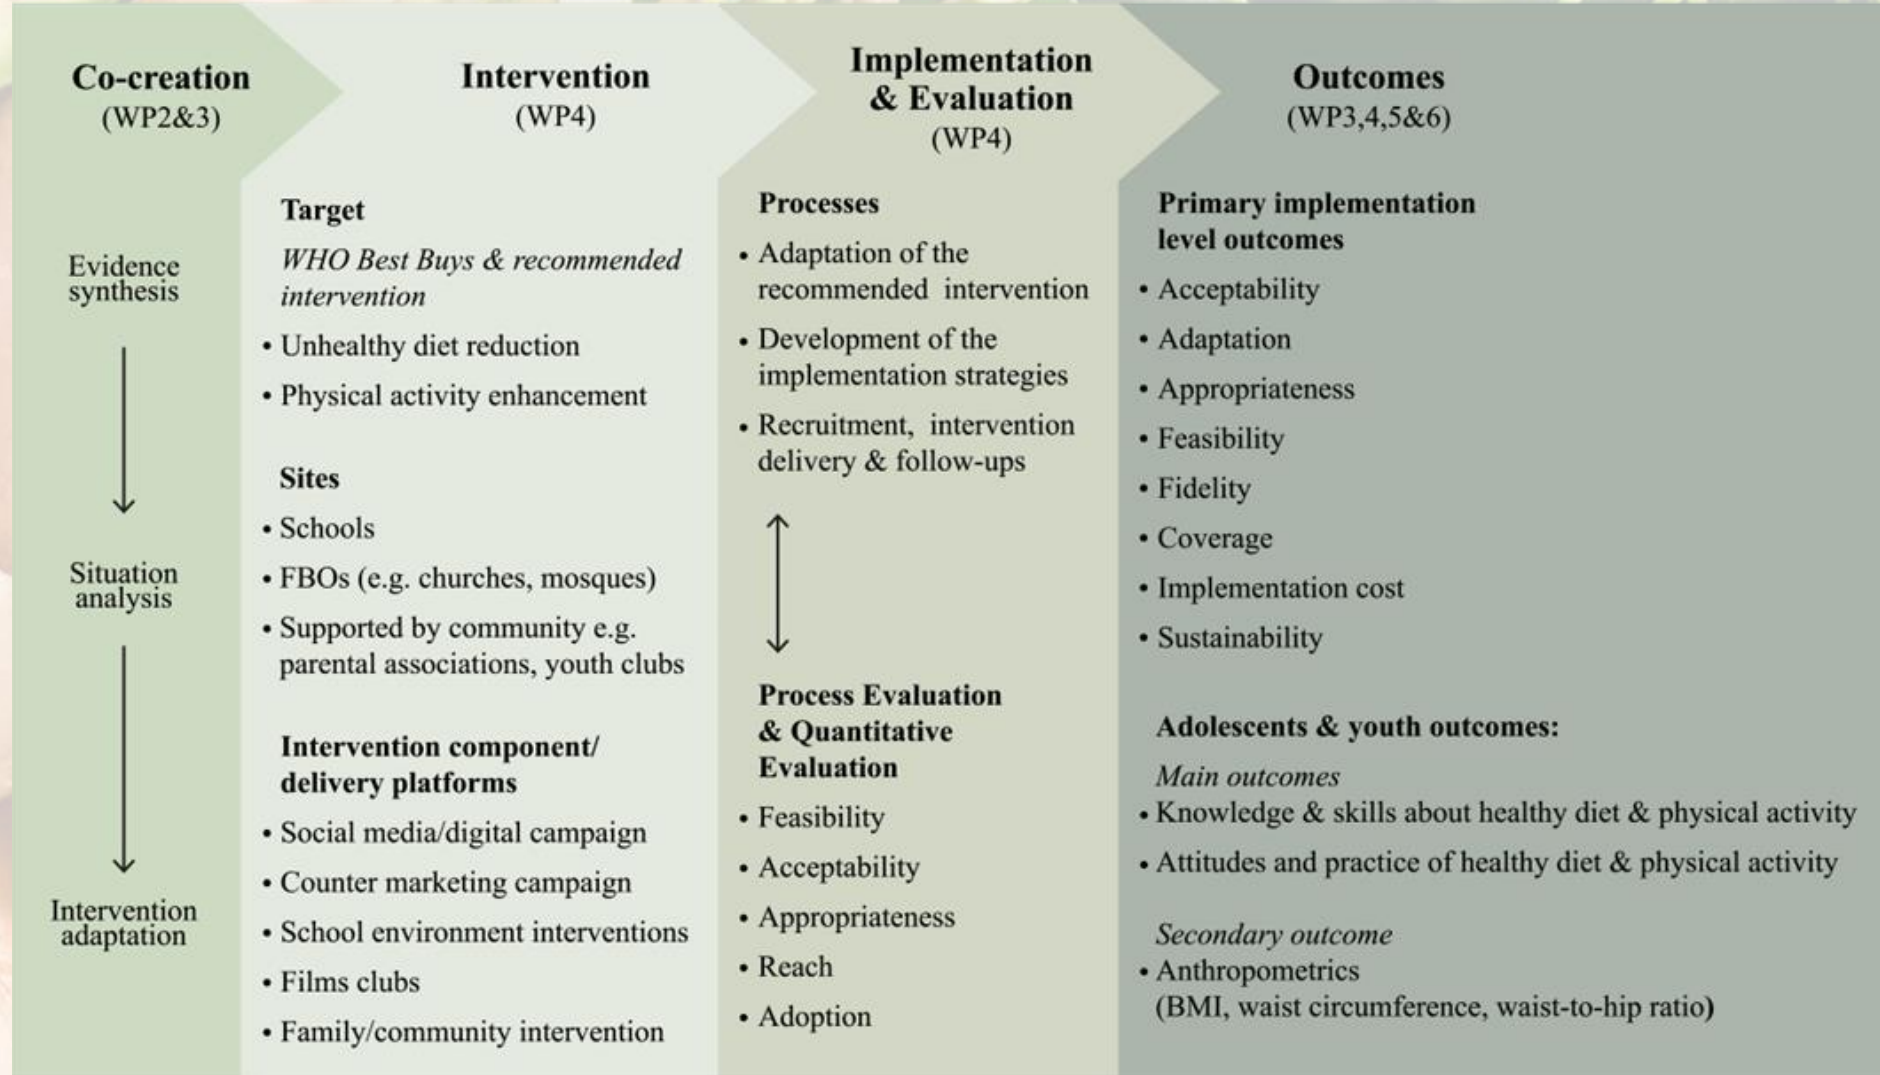 Co-creation
(WP2&3)
Evidence
synthesis
Situation
analysis
Intervention
adaptation
Intervention
(WP4)
Target
WHO Best Buys & recommended
intervention
• Unhealthy diet reduction
• Physical activity enhancement
Sites
• Schools
• FBOs (e.g. churches, mosques)
• Supported by community e.g.
parental associations, youth clubs
Intervention component/
delivery platforms
• Social media/digital campaign
• Counter marketing campaign
• School environment interventions
• Films clubs
• Family/community intervention
Implementation
& Evaluation
(WP4)
Processes
• Adaptation of the
recommended intervention
• Development of the
implementation strategies
• Recruitment, intervention
delivery & follow-ups
Process Evaluation
& Quantitative
Evaluation
• Feasibility
• Acceptability
• Appropriateness
• Reach
• Adoption
Outcomes
(WP3,4,5&6)
Primary implementation
level outcomes
• Acceptability
• Adaptation
• Appropriateness
• Feasibility
• Fidelity
• Coverage
• Implementation cost
• Sustainability
Adolescents & youth outcomes:
Main outcomes
• Knowledge & skills about healthy diet & physical activity
• Attitudes and practice of healthy diet & physical activity
Secondary outcome
• Anthropometrics
(BMI, waist circumference, waist-to-hip ratio)